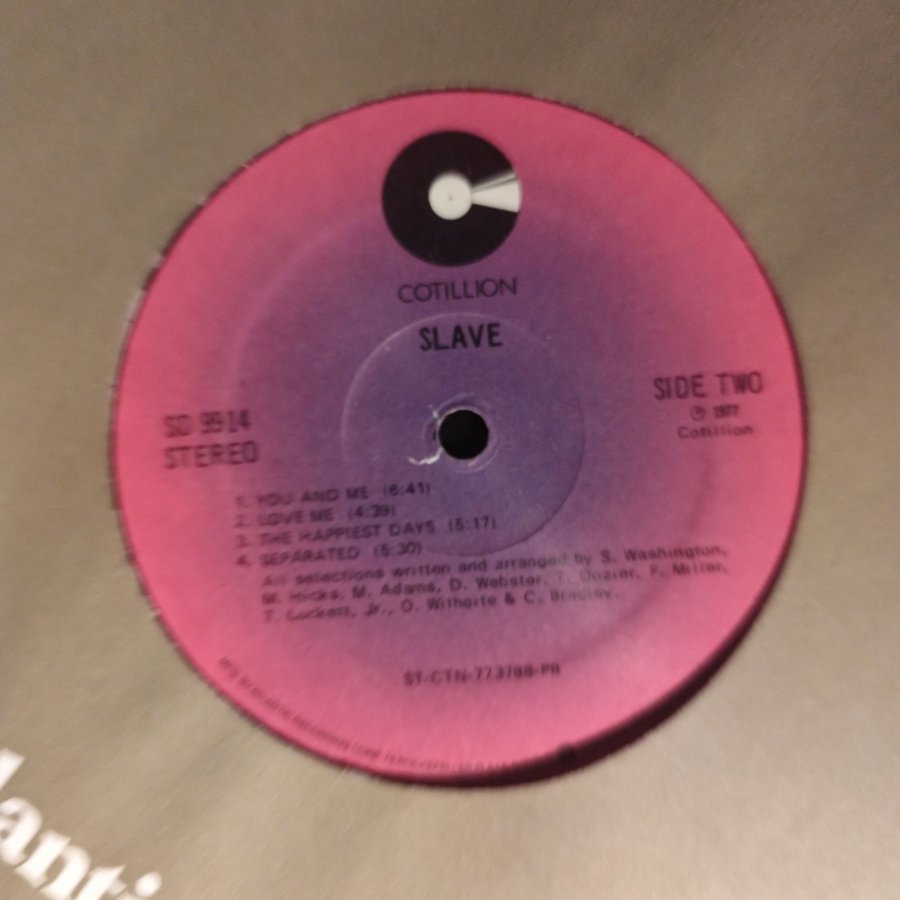 COTILLION
SLAVE
SIDE TWO
℗ 1977
Cotillion
SD 9914
STEREO
1. YOU AND ME (6:41)
2. LOVE ME (4:39)
3. THE HAPPIEST DAYS (5:17)
4. SEPARATED (5:30)
All selections written and arranged by S. Washington,
M. Hicks, M. Adams, D. Webster, T. Dozier, F. Miller,
T. Lockett, Jr., O. Wilhoite & C. Bradley.
ST-CTN-773788-PR
lanti